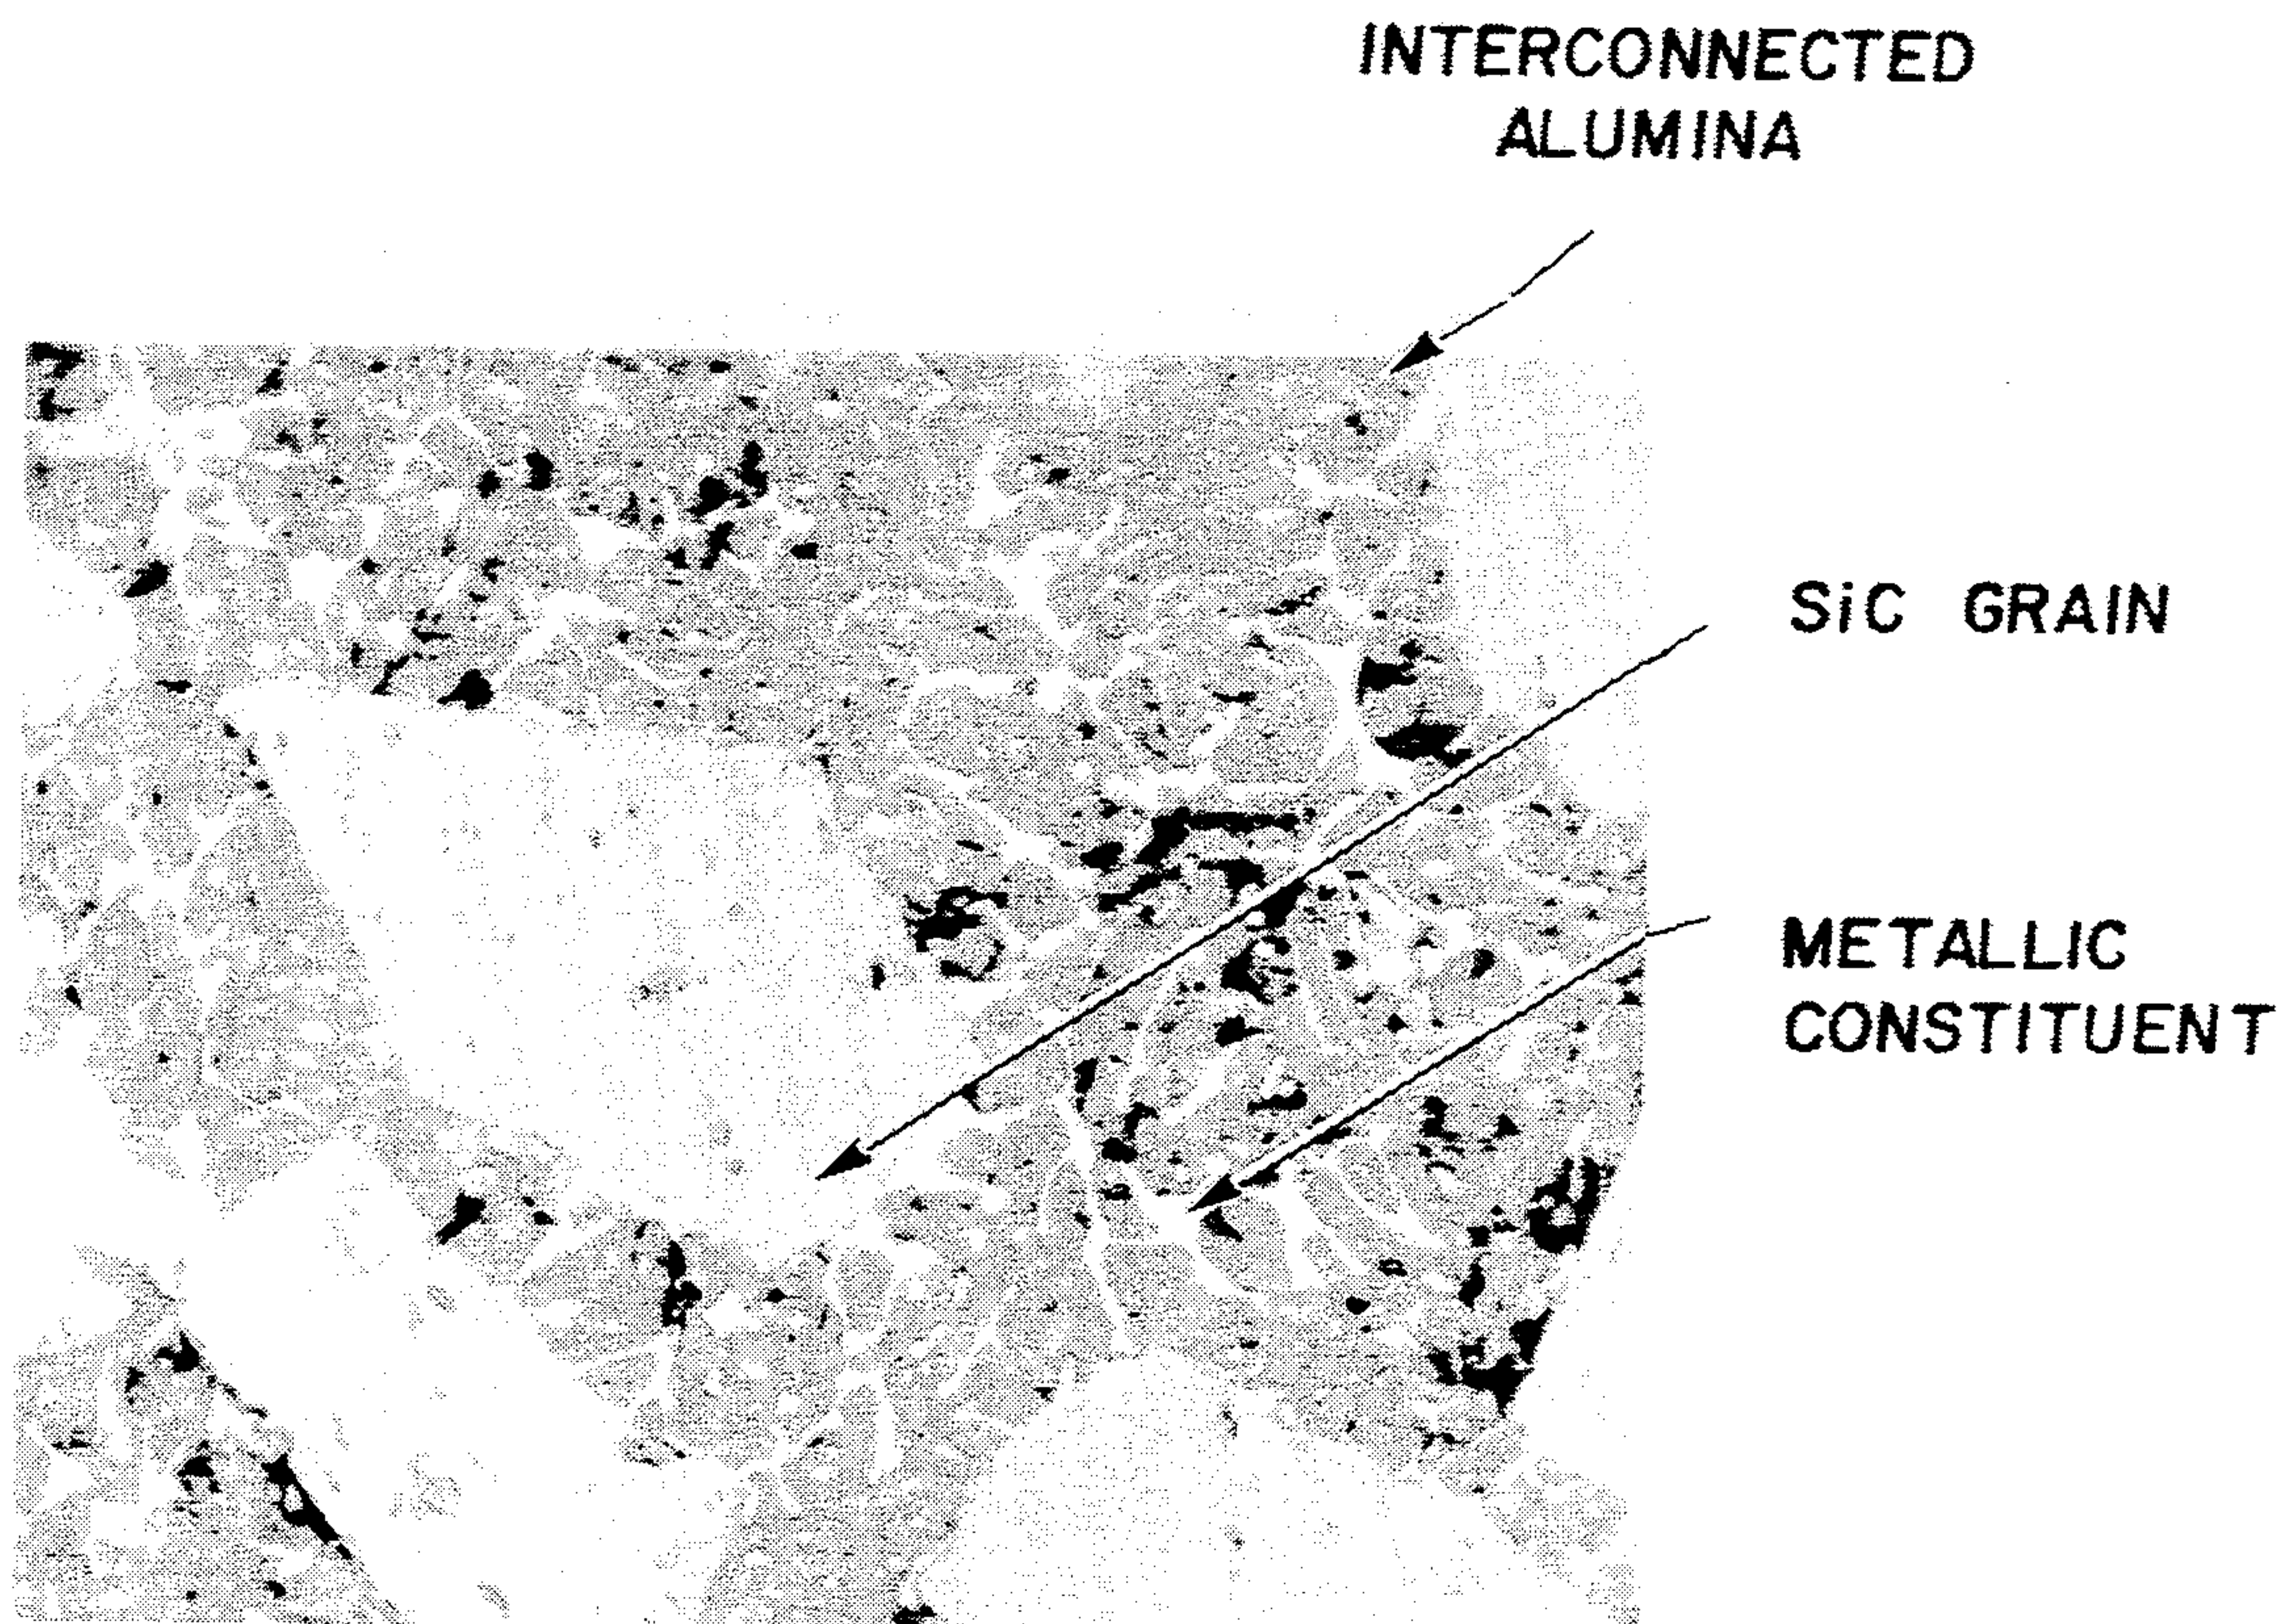 INTERCONNECTED
ALUMINA
SiC GRAIN
METALLIC
CONSTITUENT